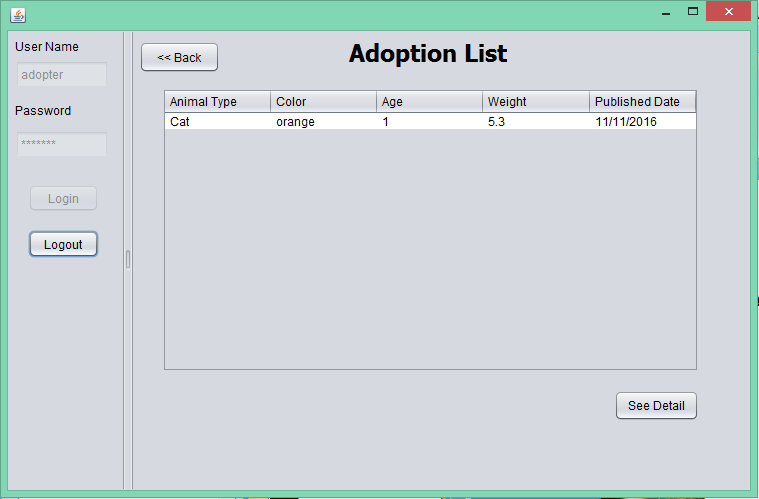 User Name
adopter
Password
*******
Login
Logout
<< Back
Adoption List
Animal Type Color Age Weight Published Date
Cat orange 1 5.3 11/11/2016
See Detail